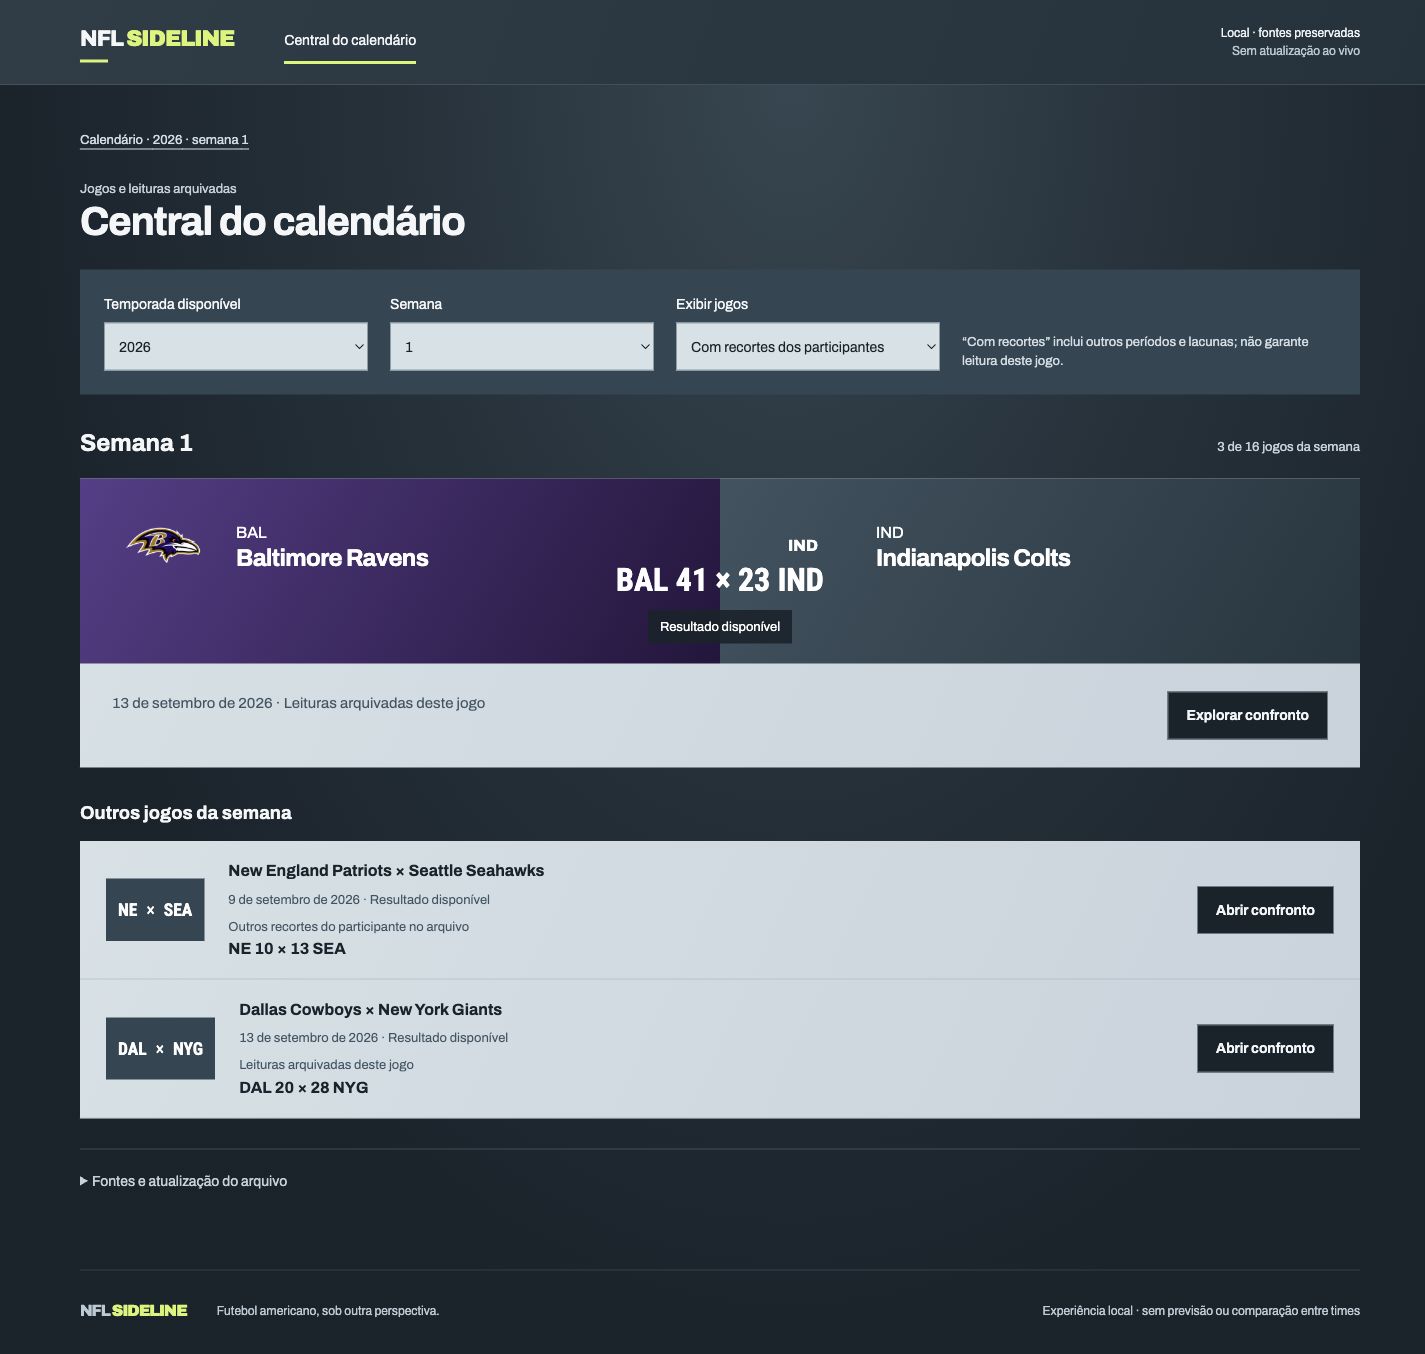 NFL SIDELINE
Central do calendário
Local · fontes preservadas
Sem atualização ao vivo
Calendário · 2026 · semana 1
Jogos e leituras arquivadas
Central do calendário
Temporada disponível
2026
Semana
1
Exibir jogos
Com recortes dos participantes
“Com recortes” inclui outros períodos e lacunas; não garante
leitura deste jogo.
Semana 1
3 de 16 jogos da semana
BAL
Baltimore Ravens
IND
BAL 41 × 23 IND
Resultado disponível
IND
Indianapolis Colts
13 de setembro de 2026 · Leituras arquivadas deste jogo
Explorar confronto
Outros jogos da semana
NE × SEA
New England Patriots × Seattle Seahawks
9 de setembro de 2026 · Resultado disponível
Outros recortes do participante no arquivo
NE 10 × 13 SEA
Abrir confronto
DAL × NYG
Dallas Cowboys × New York Giants
13 de setembro de 2026 · Resultado disponível
Leituras arquivadas deste jogo
DAL 20 × 28 NYG
Abrir confronto
Fontes e atualização do arquivo
NFL SIDELINE
Futebol americano, sob outra perspectiva.
Experiência local · sem previsão ou comparação entre times